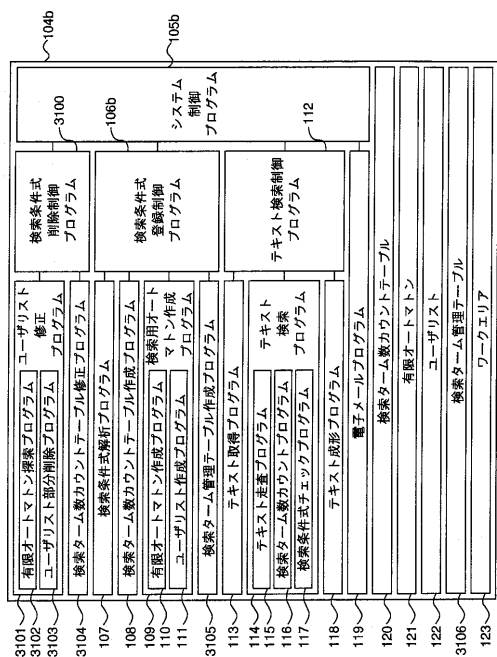 104b
105b
システム
制御
プログラム
3100
検索条件式
削除制御
プログラム
106b
検索条件式
登録制御
プログラム
112
テキスト検索制御
プログラム
3101
ユーザリスト
修正
プログラム
3102
有限オートマトン探索プログラム
3103
ユーザリスト部分削除プログラム
3104
検索ターム数カウントテーブル修正プログラム
107
検索条件式解析プログラム
108
検索ターム数カウントテーブル作成プログラム
109
検索用オート
マトン作成
プログラム
110
有限オートマトン作成プログラム
111
ユーザリスト作成プログラム
3105
検索ターム管理テーブル作成プログラム
113
テキスト取得プログラム
114
テキスト
検索
プログラム
115
テキスト走査プログラム
116
検索ターム数カウントプログラム
117
検索条件式チェックプログラム
118
テキスト成形プログラム
119
電子メールプログラム
120
検索ターム数カウントテーブル
121
有限オートマトン
122
ユーザリスト
3106
検索ターム管理テーブル
123
ワークエリア